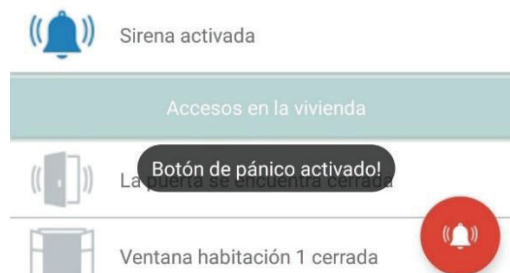 Sirena activada
Accesos en la vivienda
Botón de pánico activado!
La puerta se encuentra cerrada
Ventana habitación 1 cerrada